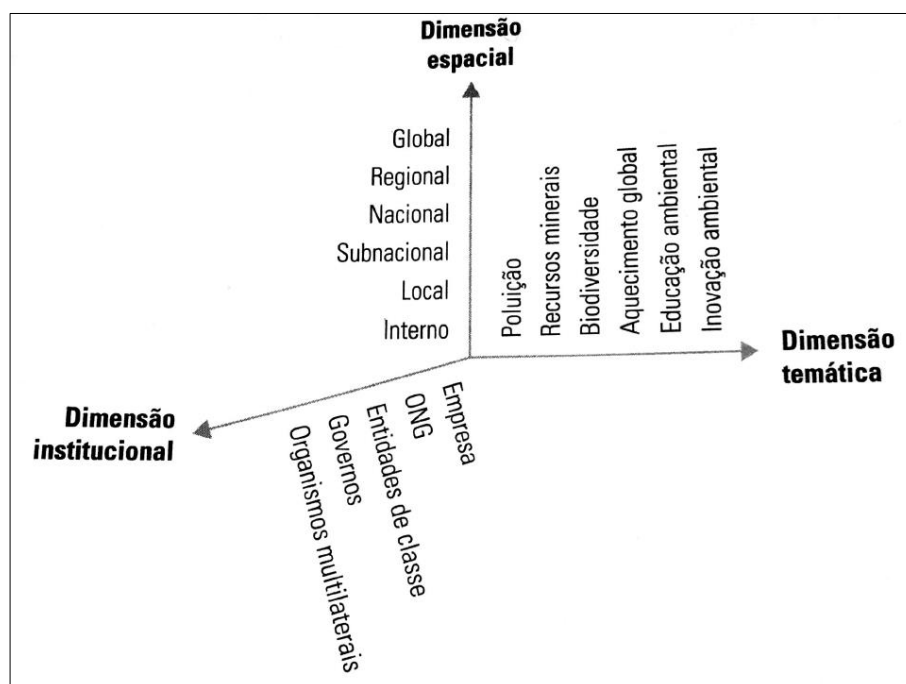 Dimensão
espacial
Global
Regional
Nacional
Subnacional
Local
Interno
Poluição
Recursos minerais
Biodiversidade
Aquecimento global
Educação ambiental
Inovação ambiental
Dimensão
temática
Dimensão
institucional
Empresa
ONG
Entidades de classe
Governos
Organismos multilaterais